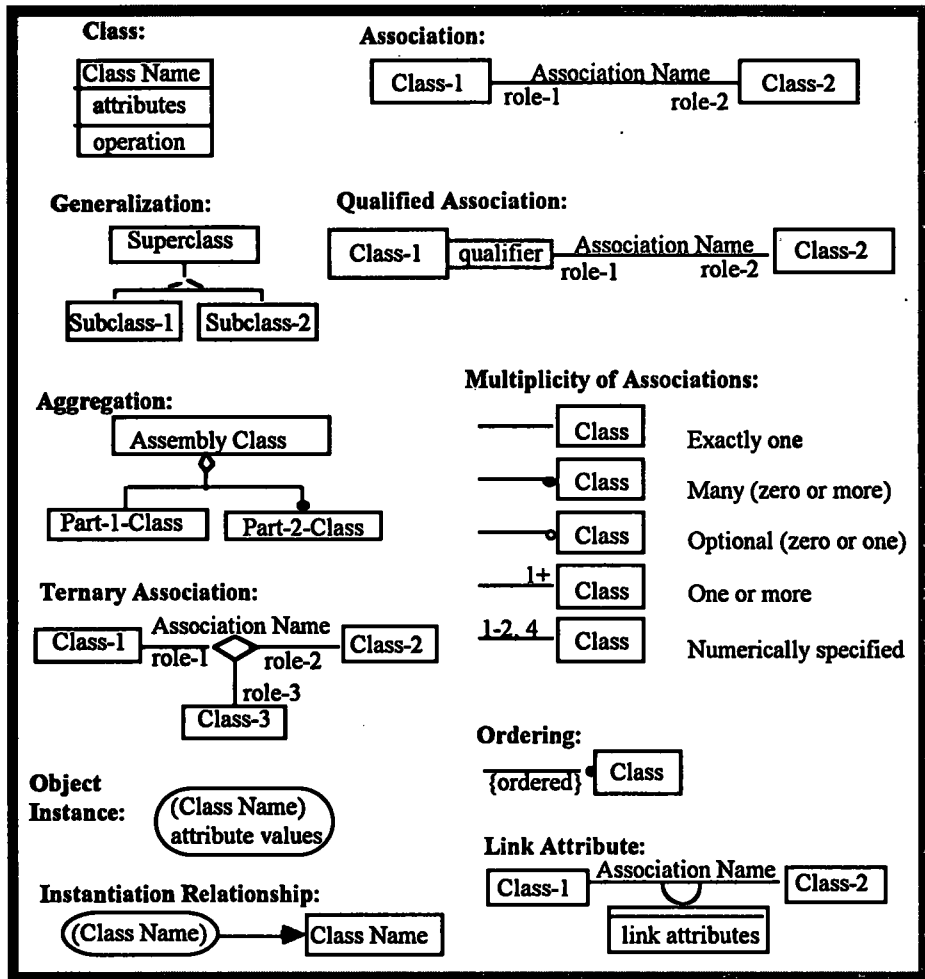 Class:
Class Name
attributes
operation
Association:
Class-1 Association Name Class-2
role-1 role-2
Generalization:
Superclass
Subclass-1 Subclass-2
Qualified Association:
Class-1 qualifier Association Name Class-2
role-1 role-2
Aggregation:
Assembly Class
Part-1-Class Part-2-Class
Multiplicity of Associations:
Class Exactly one
Class Many (zero or more)
Class Optional (zero or one)
1+ Class One or more
1-2, 4 Class Numerically specified
Ternary Association:
Class-1 Association Name Class-2
role-1 role-2
role-3
Class-3
Ordering:
{ordered} Class
Object
Instance:
(Class Name)
attribute values
Link Attribute:
Class-1 Association Name Class-2
link attributes
Instantiation Relationship:
(Class Name) Class Name